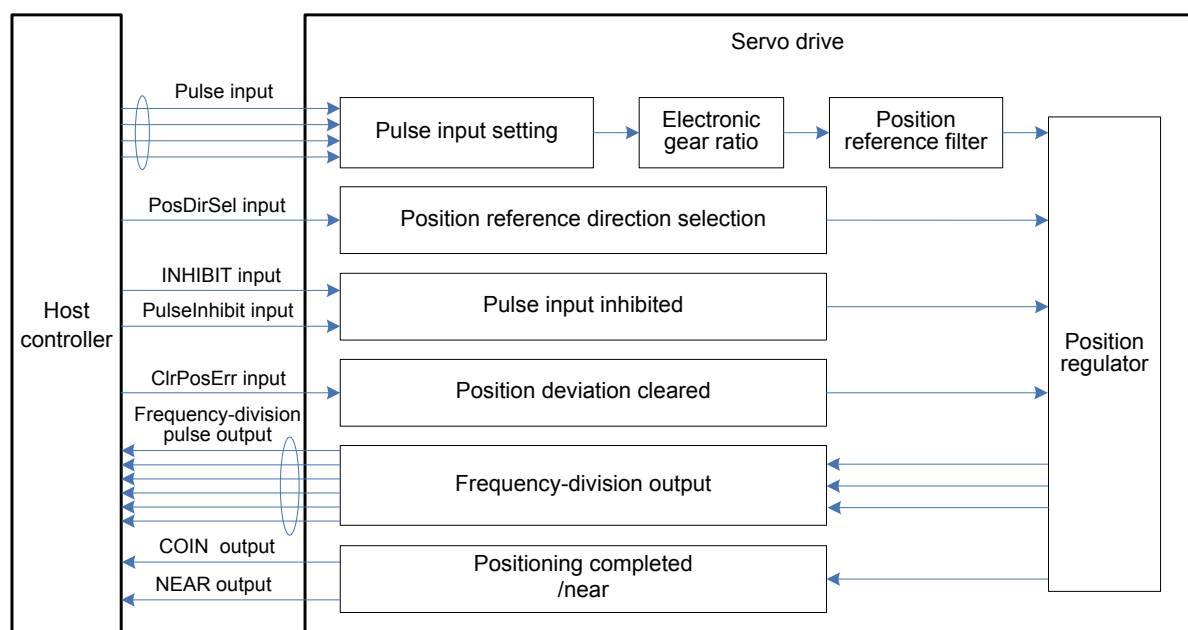 Servo drive
Pulse input
Pulse input setting
Electronic
gear ratio
Position
reference filter
PosDirSel input
Position reference direction selection
INHIBIT input
PulseInhibit input
Pulse input inhibited
Host
controller
Position
regulator
ClrPosErr input
Position deviation cleared
Frequency-division
pulse output
Frequency-division output
COIN output
NEAR output
Positioning completed
/near